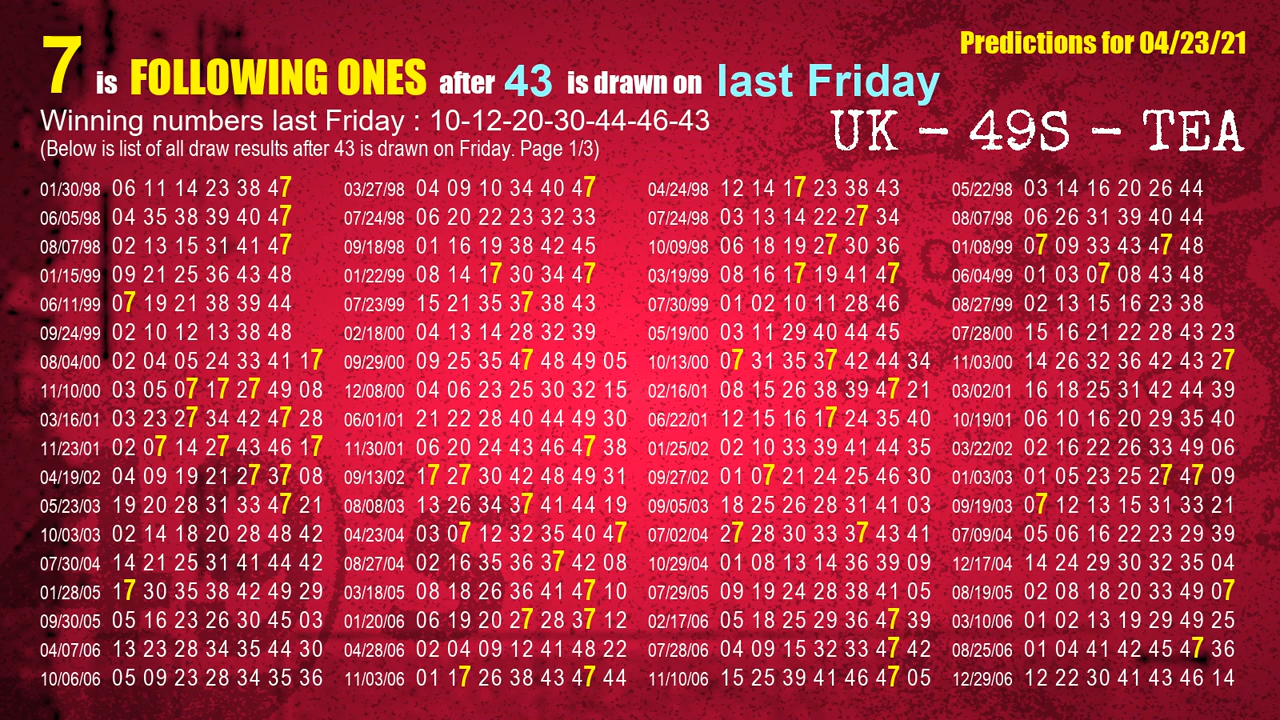 Predictions for 04/23/21
7 is FOLLOWING ONES after 43 is drawn on last Friday
Winning numbers last Friday : 10-12-20-30-44-46-43
UK - 49S - TEA
(Below is list of all draw results after 43 is drawn on Friday. Page 1/3)
01/30/98 06 11 14 23 38 47 03/27/98 04 09 10 34 40 47 04/24/98 12 14 17 23 38 43 05/22/98 03 14 16 20 26 44
06/05/98 04 35 38 39 40 47 07/24/98 06 20 22 23 32 33 07/24/98 03 13 14 22 27 34 08/07/98 06 26 31 39 40 44
08/07/98 02 13 15 31 41 47 09/18/98 01 16 19 38 42 45 10/09/98 06 18 19 27 30 36 01/08/99 07 09 33 43 47 48
01/15/99 09 21 25 36 43 48 01/22/99 08 14 17 30 34 47 03/19/99 08 16 17 19 41 47 06/04/99 01 03 07 08 43 48
06/11/99 07 19 21 38 39 44 07/23/99 15 21 35 37 38 43 07/30/99 01 02 10 11 28 46 08/27/99 02 13 15 16 23 38
09/24/99 02 10 12 13 38 48 02/18/00 04 13 14 28 32 39 05/19/00 03 11 29 40 44 45 07/28/00 15 16 21 22 28 43 23
08/04/00 02 04 05 24 33 41 17 09/29/00 09 25 35 47 48 49 05 10/13/00 07 31 35 37 42 44 34 11/03/00 14 26 32 36 42 43 27
11/10/00 03 05 07 17 27 49 08 12/08/00 04 06 23 25 30 32 15 02/16/01 08 15 26 38 39 47 21 03/02/01 16 18 25 31 42 44 39
03/16/01 03 23 27 34 42 47 28 06/01/01 21 22 28 40 44 49 30 06/22/01 12 15 16 17 24 35 40 10/19/01 06 10 16 20 29 35 40
11/23/01 02 07 14 27 43 46 17 11/30/01 06 20 24 43 46 47 38 01/25/02 02 10 33 39 41 44 35 03/22/02 02 16 22 26 33 49 06
04/19/02 04 09 19 21 27 37 08 09/13/02 17 27 30 42 48 49 31 09/27/02 01 07 21 24 25 46 30 01/03/03 01 05 23 25 27 47 09
05/23/03 19 20 28 31 33 47 21 08/08/03 13 26 34 37 41 44 19 09/05/03 18 25 26 28 31 41 03 09/19/03 07 12 13 15 31 33 21
10/03/03 02 14 18 20 28 48 42 04/23/04 03 07 12 32 35 40 47 07/02/04 27 28 30 33 37 43 41 07/09/04 05 06 16 22 23 29 39
07/30/04 14 21 25 31 41 44 42 08/27/04 02 16 35 36 37 42 08 10/29/04 01 08 13 14 36 39 09 12/17/04 14 24 29 30 32 35 04
01/28/05 17 30 35 38 42 49 29 03/18/05 08 18 26 36 41 47 10 07/29/05 09 19 24 28 38 41 05 08/19/05 02 08 18 20 33 49 07
09/30/05 05 16 23 26 30 45 03 01/20/06 06 19 20 27 28 37 12 02/17/06 05 18 25 29 36 47 39 03/10/06 01 02 13 19 29 49 25
04/07/06 13 23 28 34 35 44 30 04/28/06 02 04 09 12 41 48 22 07/28/06 04 09 15 32 33 47 42 08/25/06 01 04 41 42 45 47 36
10/06/06 05 09 23 28 34 35 36 11/03/06 01 17 26 38 43 47 44 11/10/06 15 25 39 41 46 47 05 12/29/06 12 22 30 41 43 46 14